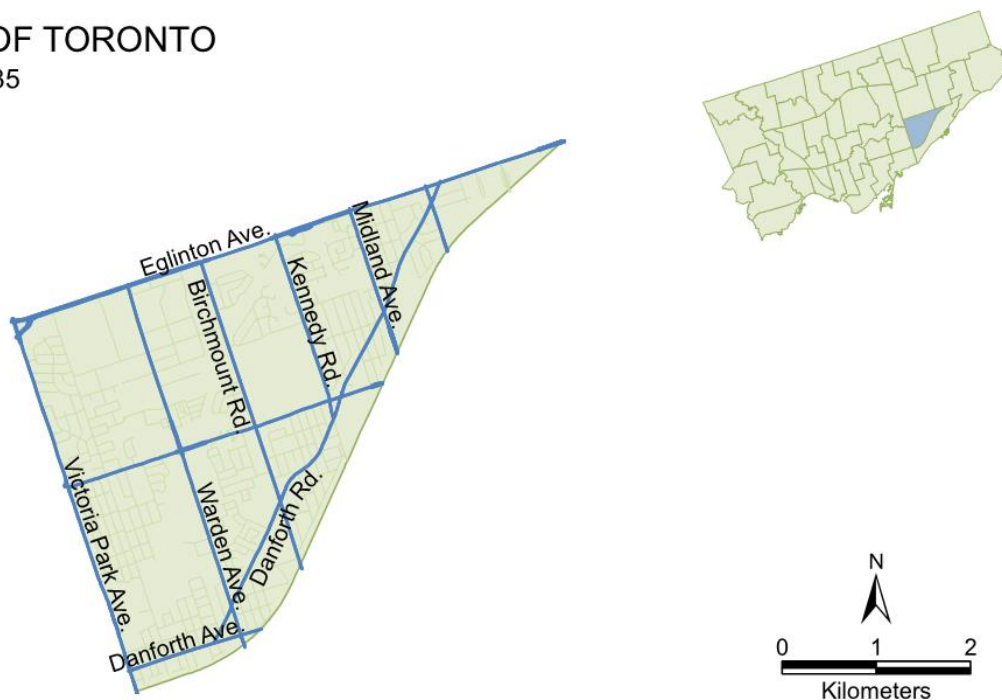 OF TORONTO
35
Eglinton Ave.
Midland Ave.
Kennedy Rd.
Birchmount Rd.
Victoria Park Ave.
Warden Ave.
Danforth Rd.
Danforth Ave.
N
0 1 2
Kilometers